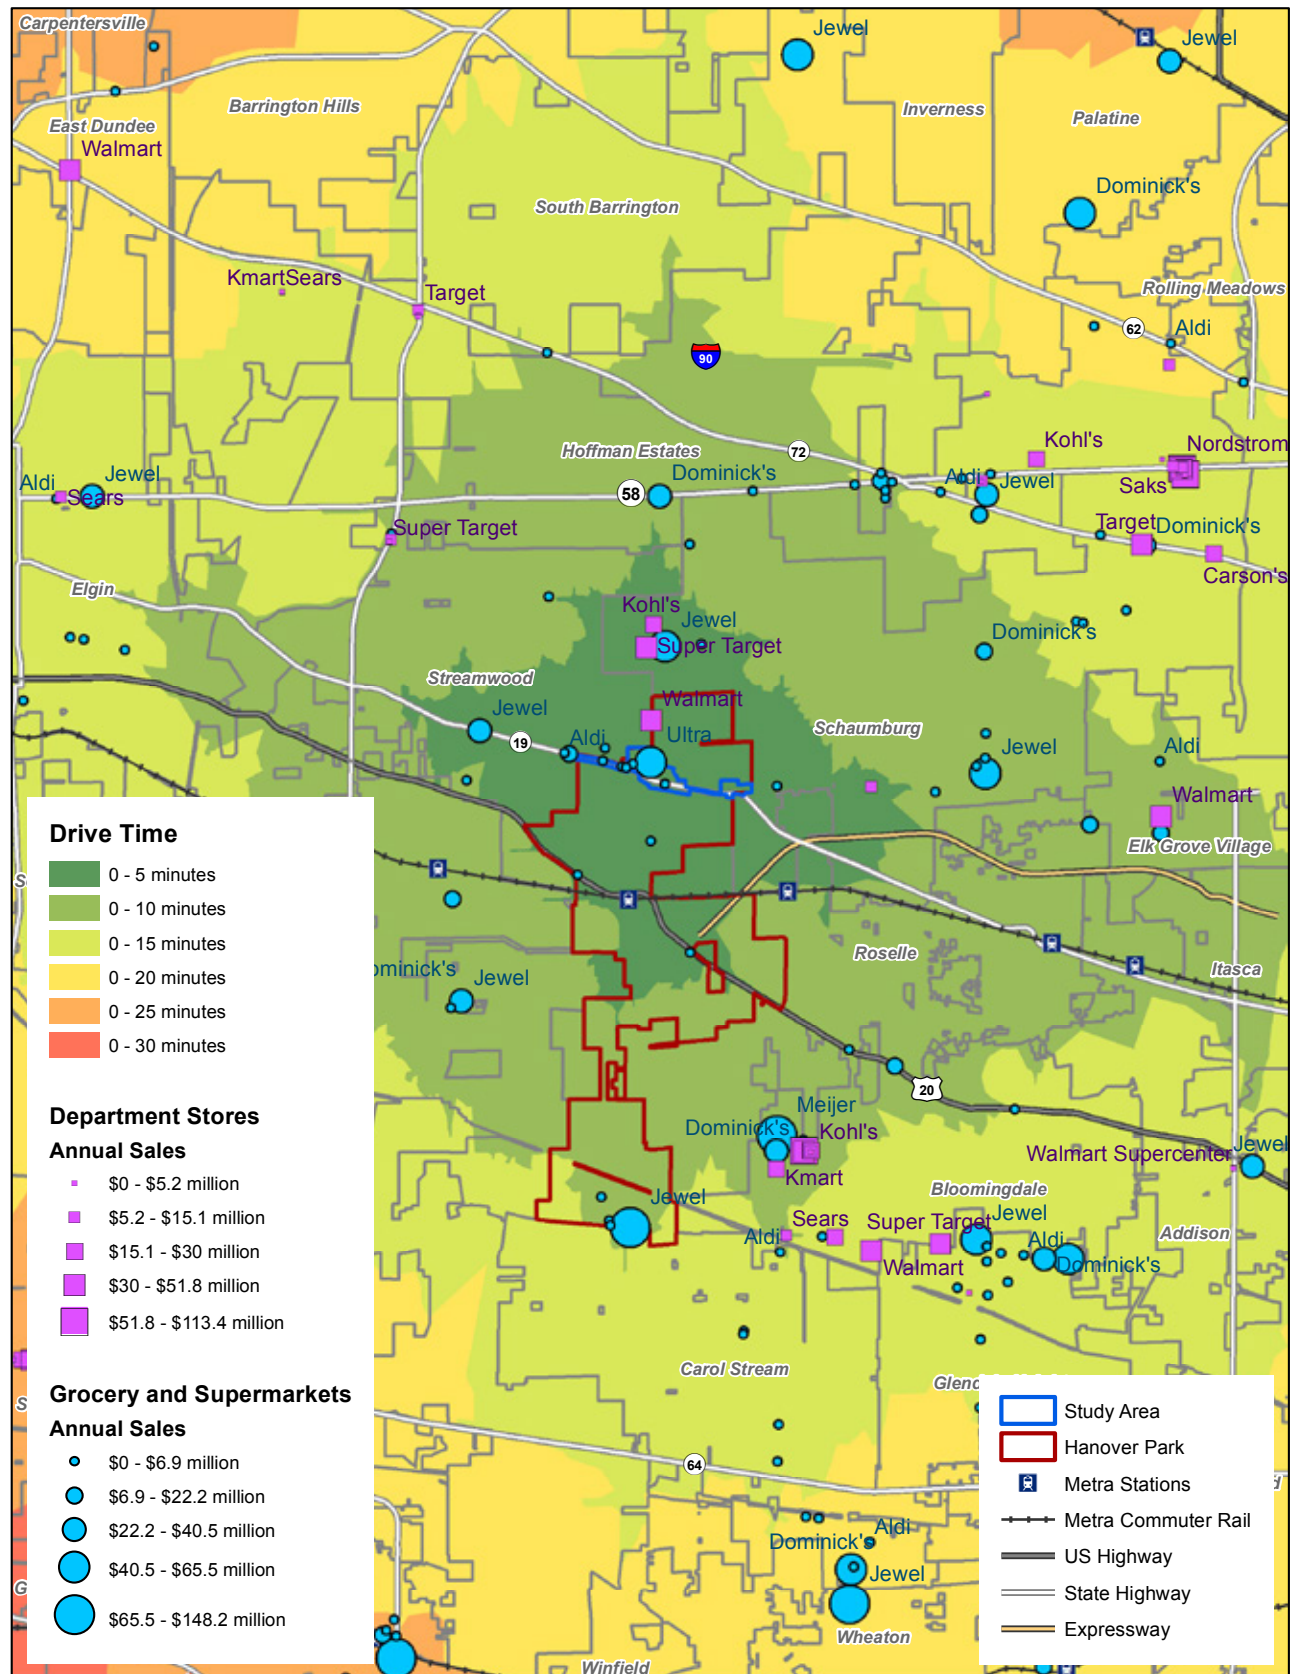 Carpentersville
Jewel
Jewel
Barrington Hills
Inverness
Palatine
East Dundee
Walmart
Dominick's
South Barrington
KmartSears
Target
Rolling Meadows
62
Aldi
90
Kohl's
Nordstrom
Hoffman Estates
72
Aldi
Jewel
Dominick's
Aldi
Jewel
Saks
Sears
58
Super Target
Target
Dominick's
Carson's
Elgin
Kohl's
Jewel
Dominick's
Super Target
Streamwood
Walmart
Jewel
Schaumburg
19
Aldi
Ultra
Jewel
Aldi
Walmart
Elk Grove Village
Drive Time
0 - 5 minutes
0 - 10 minutes
0 - 15 minutes
0 - 20 minutes
0 - 25 minutes
0 - 30 minutes
S
Roselle
Itasca
ominick's
Jewel
20
Meijer
Dominick's
Kohl's
Kmart
Walmart Supercenter
Jewel
Bloomingdale
Jewel
Sears
Super Target
Jewel
Aldi
Walmart
Aldi
Dominick's
Addison
Department Stores
Annual Sales
$0 - $5.2 million
$5.2 - $15.1 million
$15.1 - $30 million
$30 - $51.8 million
$51.8 - $113.4 million
Carol Stream
Glend
S
Grocery and Supermarkets
Annual Sales
$0 - $6.9 million
$6.9 - $22.2 million
$22.2 - $40.5 million
$40.5 - $65.5 million
$65.5 - $148.2 million
G
64
Dominick's
Aldi
Jewel
Wheaton
Winfield
Study Area
Hanover Park
Metra Stations
Metra Commuter Rail
US Highway
State Highway
Expressway
d